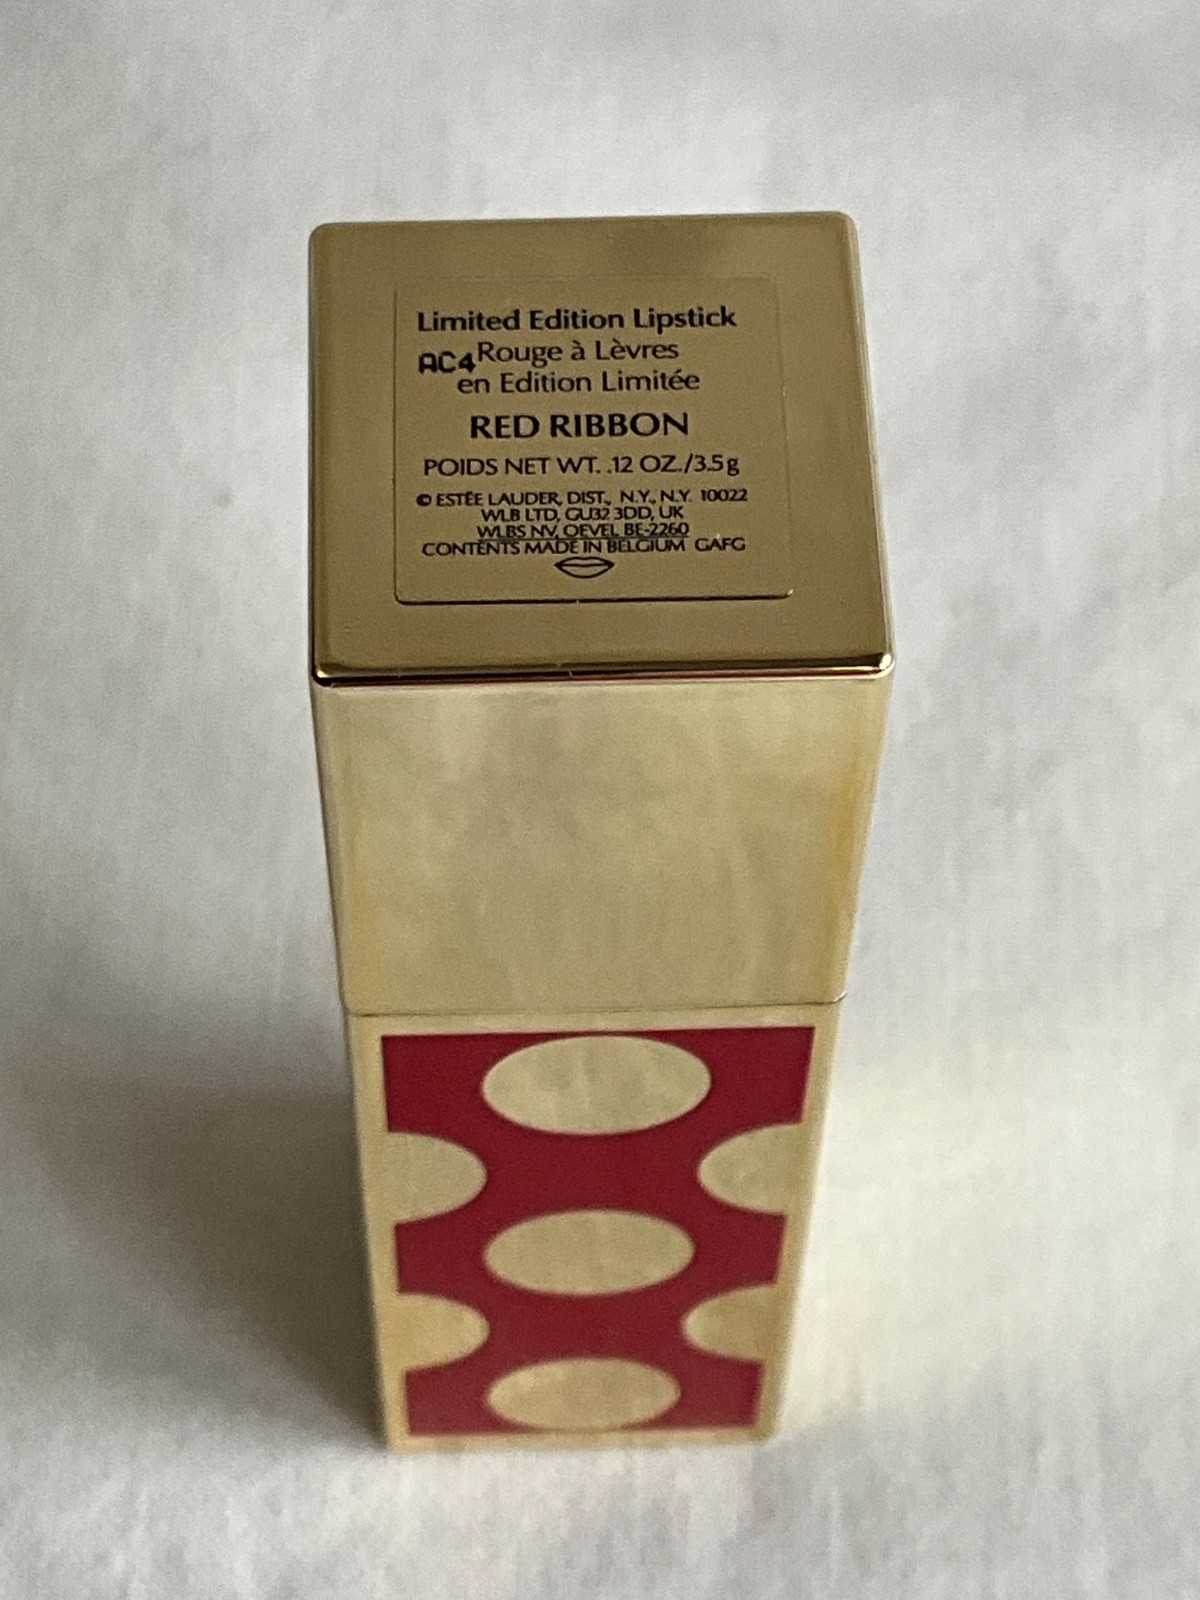 Limited Edition Lipstick
AC4 Rouge à Lèvres
en Edition Limitée
RED RIBBON
POIDS NET WT. .12 OZ./3.5g
© ESTÉE LAUDER, DIST., N.Y., N.Y. 10022
WLB LTD, GU32 3DD, UK
WLBS NV, OEVEL BE-2260
CONTENTS MADE IN BELGIUM GAFG